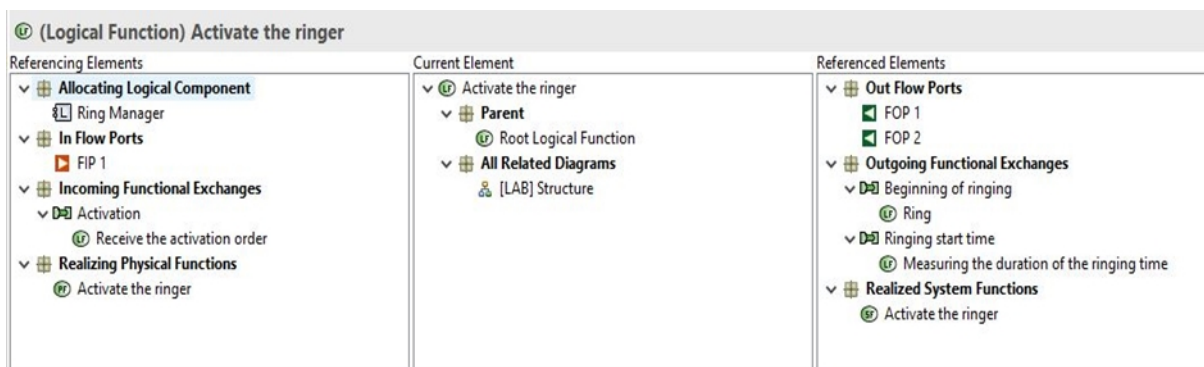 (Logical Function) Activate the ringer
Referencing Elements
Allocating Logical Component
Ring Manager
In Flow Ports
FIP 1
Incoming Functional Exchanges
Activation
Receive the activation order
Realizing Physical Functions
Activate the ringer
Current Element
Activate the ringer
Parent
Root Logical Function
All Related Diagrams
[LAB] Structure
Referenced Elements
Out Flow Ports
FOP 1
FOP 2
Outgoing Functional Exchanges
Beginning of ringing
Ring
Ringing start time
Measuring the duration of the ringing time
Realized System Functions
Activate the ringer